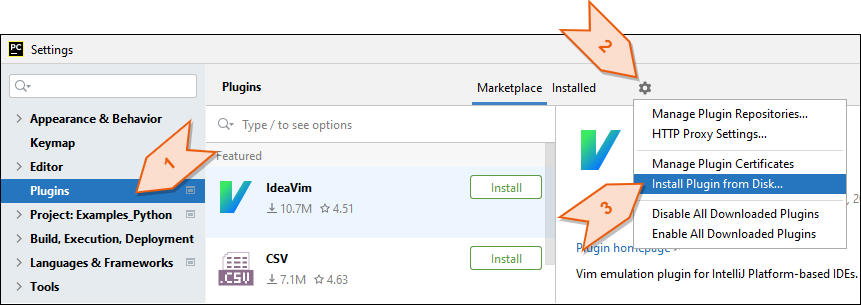 2
PC
Settings
Plugins
Marketplace
Installed
Appearance & Behavior
Keymap
Editor
Plugins
Project: Examples_Python
Build, Execution, Deployment
Languages & Frameworks
Tools
1
Type / to see options
Featured
IdeaVim
10.7M 4.51
Install
CSV
.CSV
7.1M 4.63
Install
Manage Plugin Repositories...
HTTP Proxy Settings...
Manage Plugin Certificates
Install Plugin from Disk...
3
Disable All Downloaded Plugins
Enable All Downloaded Plugins
Plugin homepage
Vim emulation plugin for IntelliJ Platform-based IDEs.